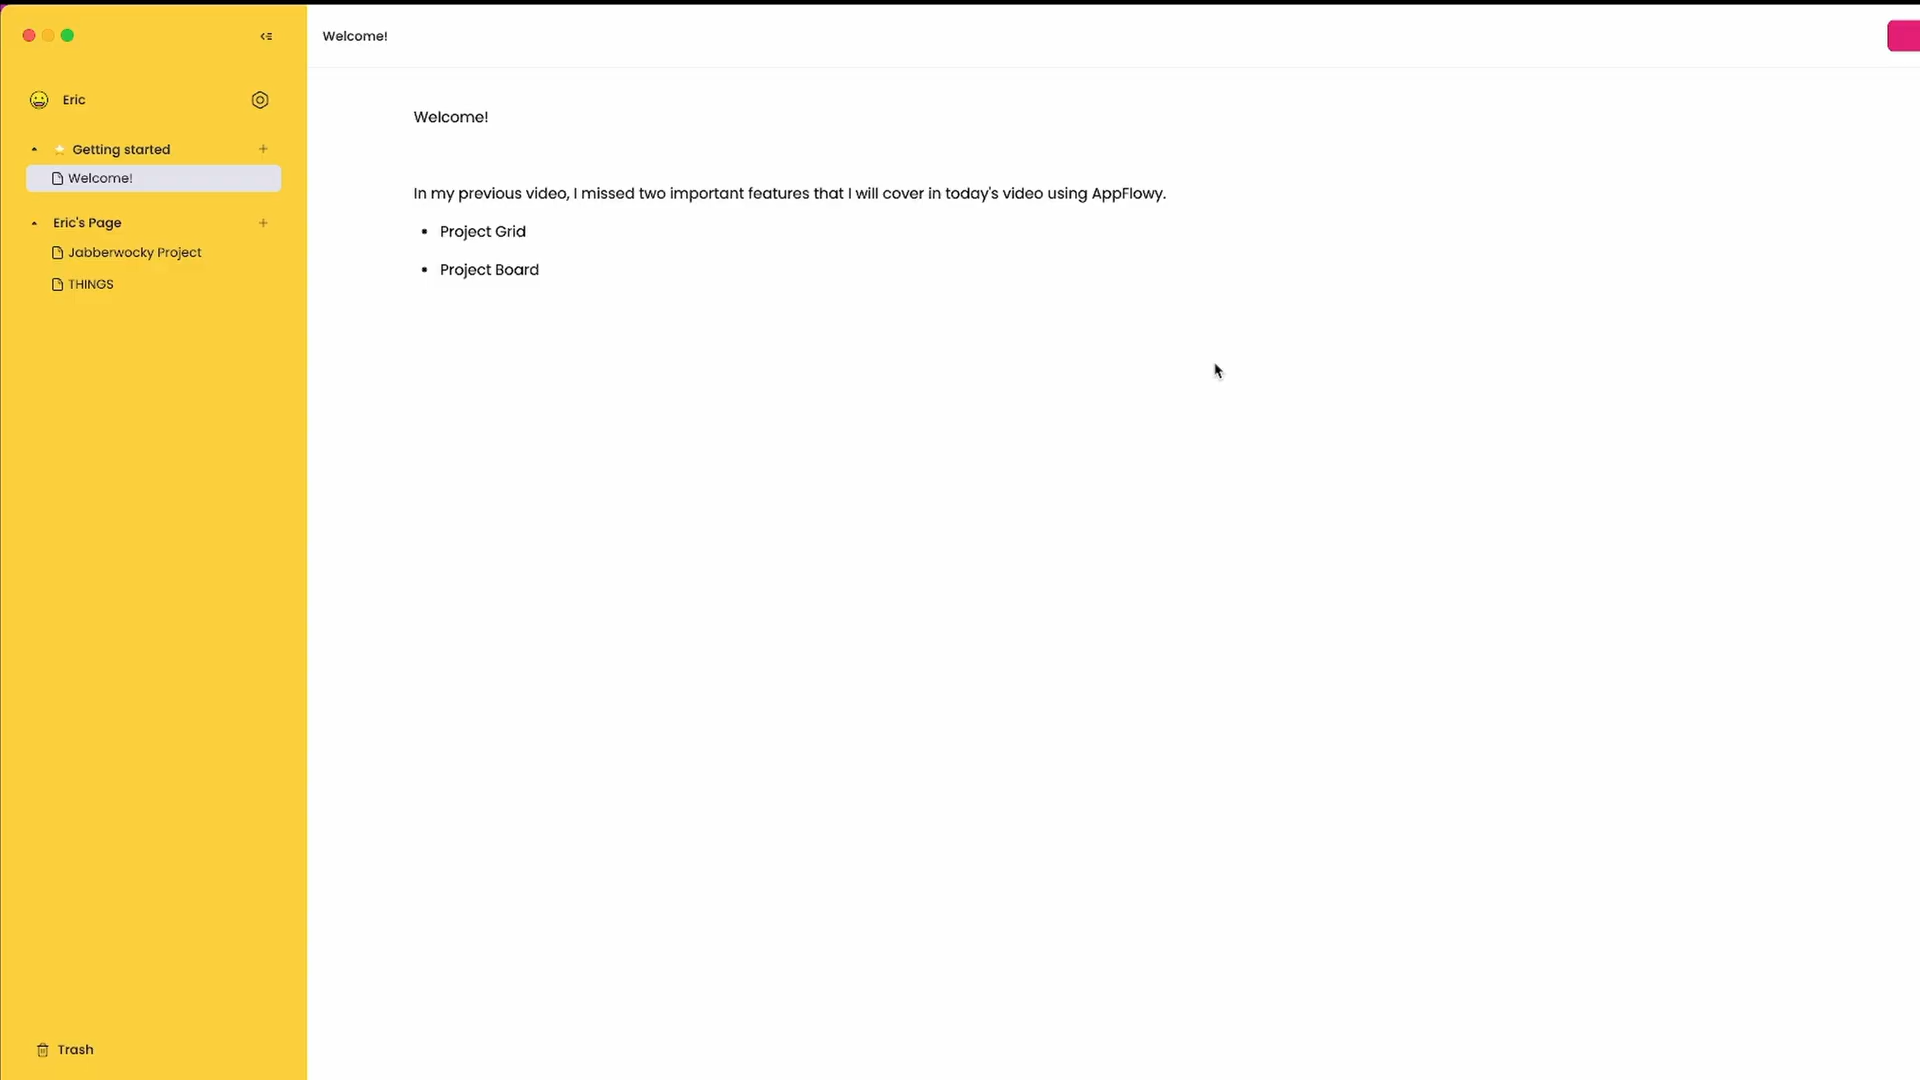 Welcome!
Eric
Getting started
Welcome!
Eric's Page
Jabberwocky Project
THINGS
Trash
Welcome!
In my previous video, I missed two important features that I will cover in today's video using AppFlowy.
Project Grid
Project Board